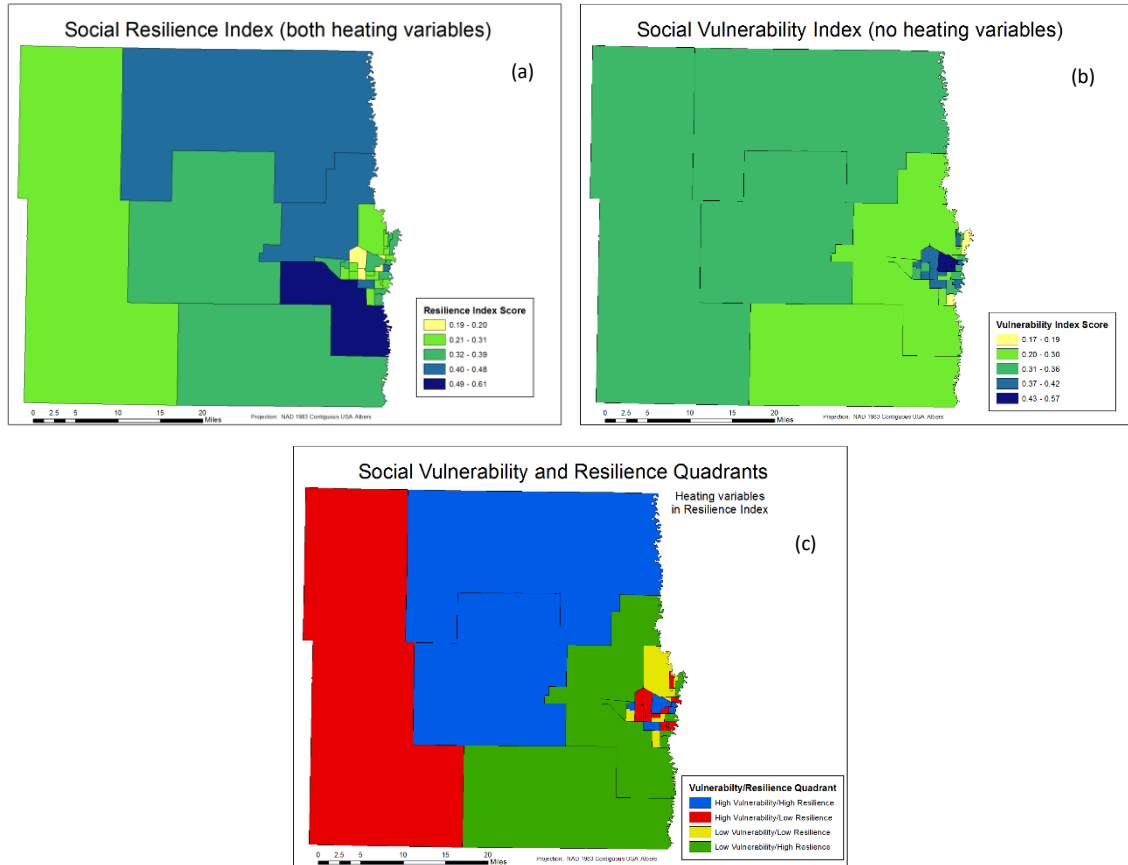 Social Resilience Index (both heating variables)
(a)
Resilience Index Score
0.19 - 0.20
0.21 - 0.31
0.32 - 0.39
0.40 - 0.48
0.49 - 0.61
0 2.5 5 10 15 20
Miles
Projection: NAD 1983 Contiguous USA Albers
Social Vulnerability Index (no heating variables)
(b)
Vulnerability Index Score
0.17 - 0.19
0.20 - 0.30
0.31 - 0.36
0.37 - 0.42
0.43 - 0.57
0 2.5 5 10 15 20
Miles
Projection: NAD 1983 Contiguous USA Albers
Social Vulnerability and Resilience Quadrants
Heating variables
in Resilience Index
(c)
Vulnerabilty/Resilience Quadrant
High Vulnerability/High Resilience
High Vulnerability/Low Resilience
Low Vulnerability/Low Resilience
Low Vulnerability/High Resilience
0 2.5 5 10 15 20
Miles
Projection: NAD 1983 Contiguous USA Albers